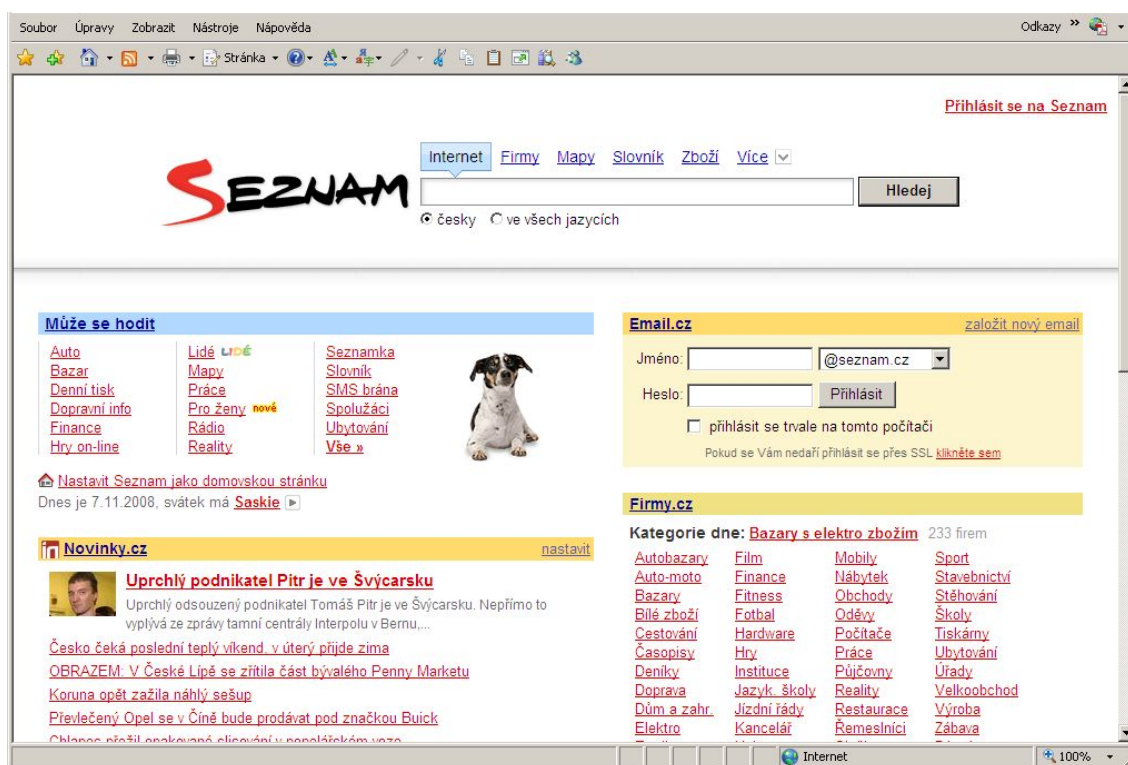 Soubor Úpravy Zobrazit Nástroje Nápověda Odkazy »
Stránka
Přihlásit se na Seznam
Internet Firmy Mapy Slovník Zboží Více
SEZNAM
Hledej
česky ve všech jazycích
Může se hodit
Auto
Bazar
Denní tisk
Dopravní info
Finance
Hry on-line
Lidé LIDÉ
Mapy
Práce
Pro ženy nové
Rádio
Reality
Seznamka
Slovník
SMS brána
Spolužáci
Ubytování
Vše »
Nastavit Seznam jako domovskou stránku
Dnes je 7.11.2008, svátek má Saskie
Novinky.cz nastavit
Uprchlý podnikatel Pitr je ve Švýcarsku
Uprchlý odsouzený podnikatel Tomáš Pitr je ve Švýcarsku. Nepřímo to
vyplývá ze zprávy tamní centrály Interpolu v Bernu,...
Česko čeká poslední teplý víkend, v úterý přijde zima
OBRAZEM: V České Lípě se zřítila část bývalého Penny Marketu
Koruna opět zažila náhlý sešup
Převlečený Opel se v Číně bude prodávat pod značkou Buick
Email.cz založit nový email
Jméno: @seznam.cz
Heslo: Přihlásit
přihlásit se trvale na tomto počítači
Pokud se Vám nedaří přihlásit se přes SSL klikněte sem
Firmy.cz
Kategorie dne: Bazary s elektro zbožím 233 firem
Autobazary
Auto-moto
Bazary
Bílé zboží
Cestování
Časopisy
Deníky
Doprava
Dům a zahr.
Elektro
Film
Finance
Fitness
Fotbal
Hardware
Hry
Instituce
Jazyk. školy
Jízdní řády
Kancelář
Mobily
Nábytek
Obchody
Oděvy
Počítače
Práce
Půjčovny
Reality
Restaurace
Řemeslníci
Sport
Stavebnictví
Stěhování
Školy
Tiskárny
Ubytování
Úřady
Velkoobchod
Výroba
Zábava
Internet 100%